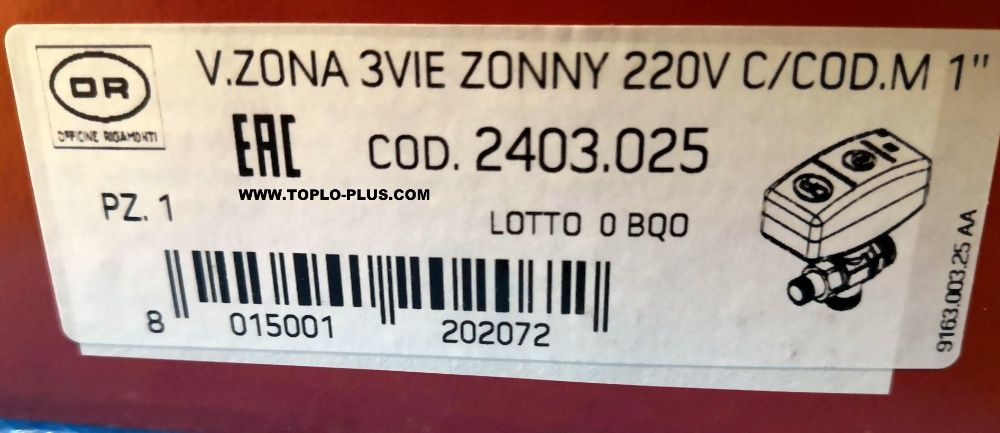 V.ZONA 3VIE ZONNY 220V C/COD.M 1"
OR
OFFICINE RIGAMONTI
EAC
COD. 2403.025
WWW.TOPLO-PLUS.COM
PZ. 1
LOTTO 0 BQO
8 015001 202072
9163.003.25 AA